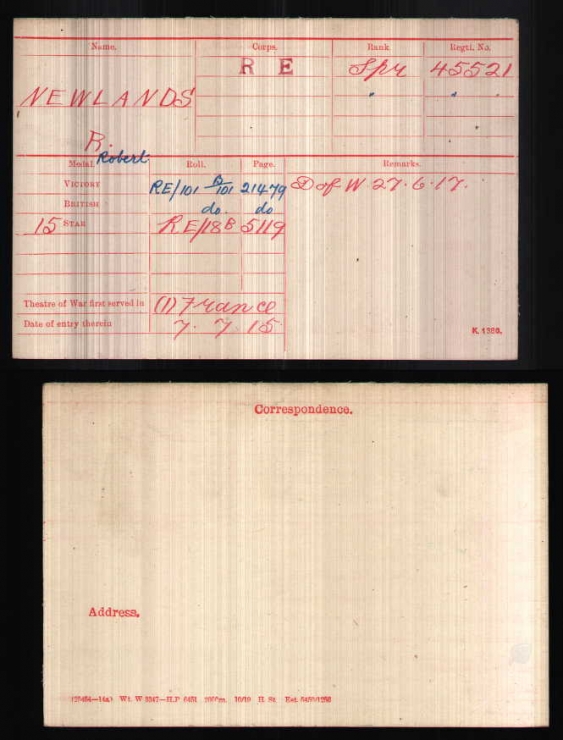 Name. Corps. Rank. Regtl. No.
R E Spr 45521
NEWLANDS
R. Robert
Medal. Roll. Page. Remarks.
VICTORY RE/101 B/101 21479 D of W 27.6.17.
BRITISH do. do
15 STAR RE/18B 5119
Theatre of War first served in (1) France
Date of entry therein 7. 7 15
K. 1380.
Correspondence.
Address.